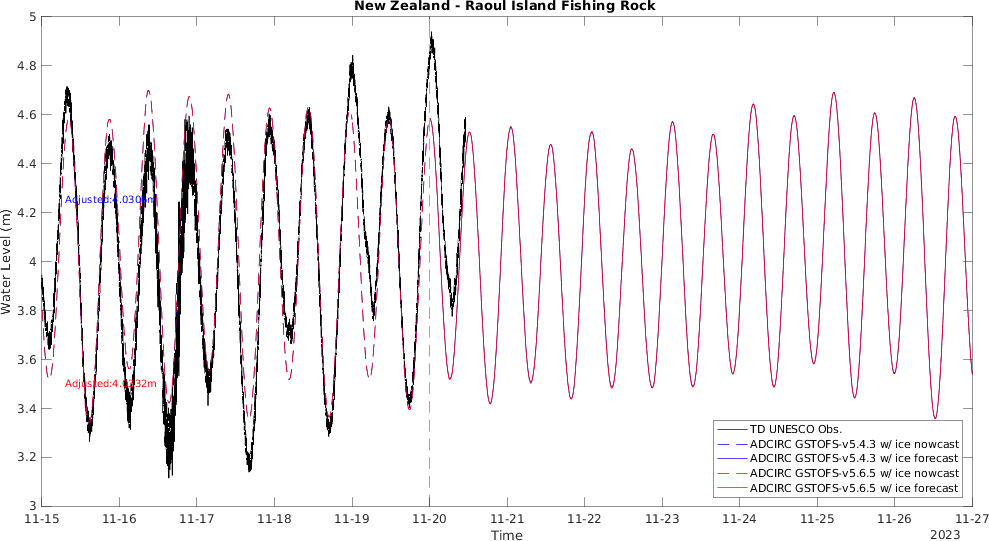 New Zealand - Raoul Island Fishing Rock
Water Level (m)
5
4.8
4.6
4.4
4.2
4
3.8
3.6
3.4
3.2
3
Adjusted:4.0306m
Adjusted:4.0232m
TD UNESCO Obs.
ADCIRC GSTOFS-v5.4.3 w/ ice nowcast
ADCIRC GSTOFS-v5.4.3 w/ ice forecast
ADCIRC GSTOFS-v5.6.5 w/ ice nowcast
ADCIRC GSTOFS-v5.6.5 w/ ice forecast
11-15 11-16 11-17 11-18 11-19 11-20 11-21 11-22 11-23 11-24 11-25 11-26 11-27
Time
2023